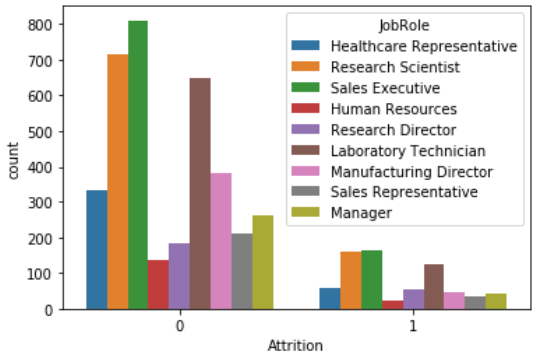 JobRole
Healthcare Representative
Research Scientist
Sales Executive
Human Resources
Research Director
Laboratory Technician
Manufacturing Director
Sales Representative
Manager
800
700
600
500
400
300
200
100
0
count
0 1
Attrition